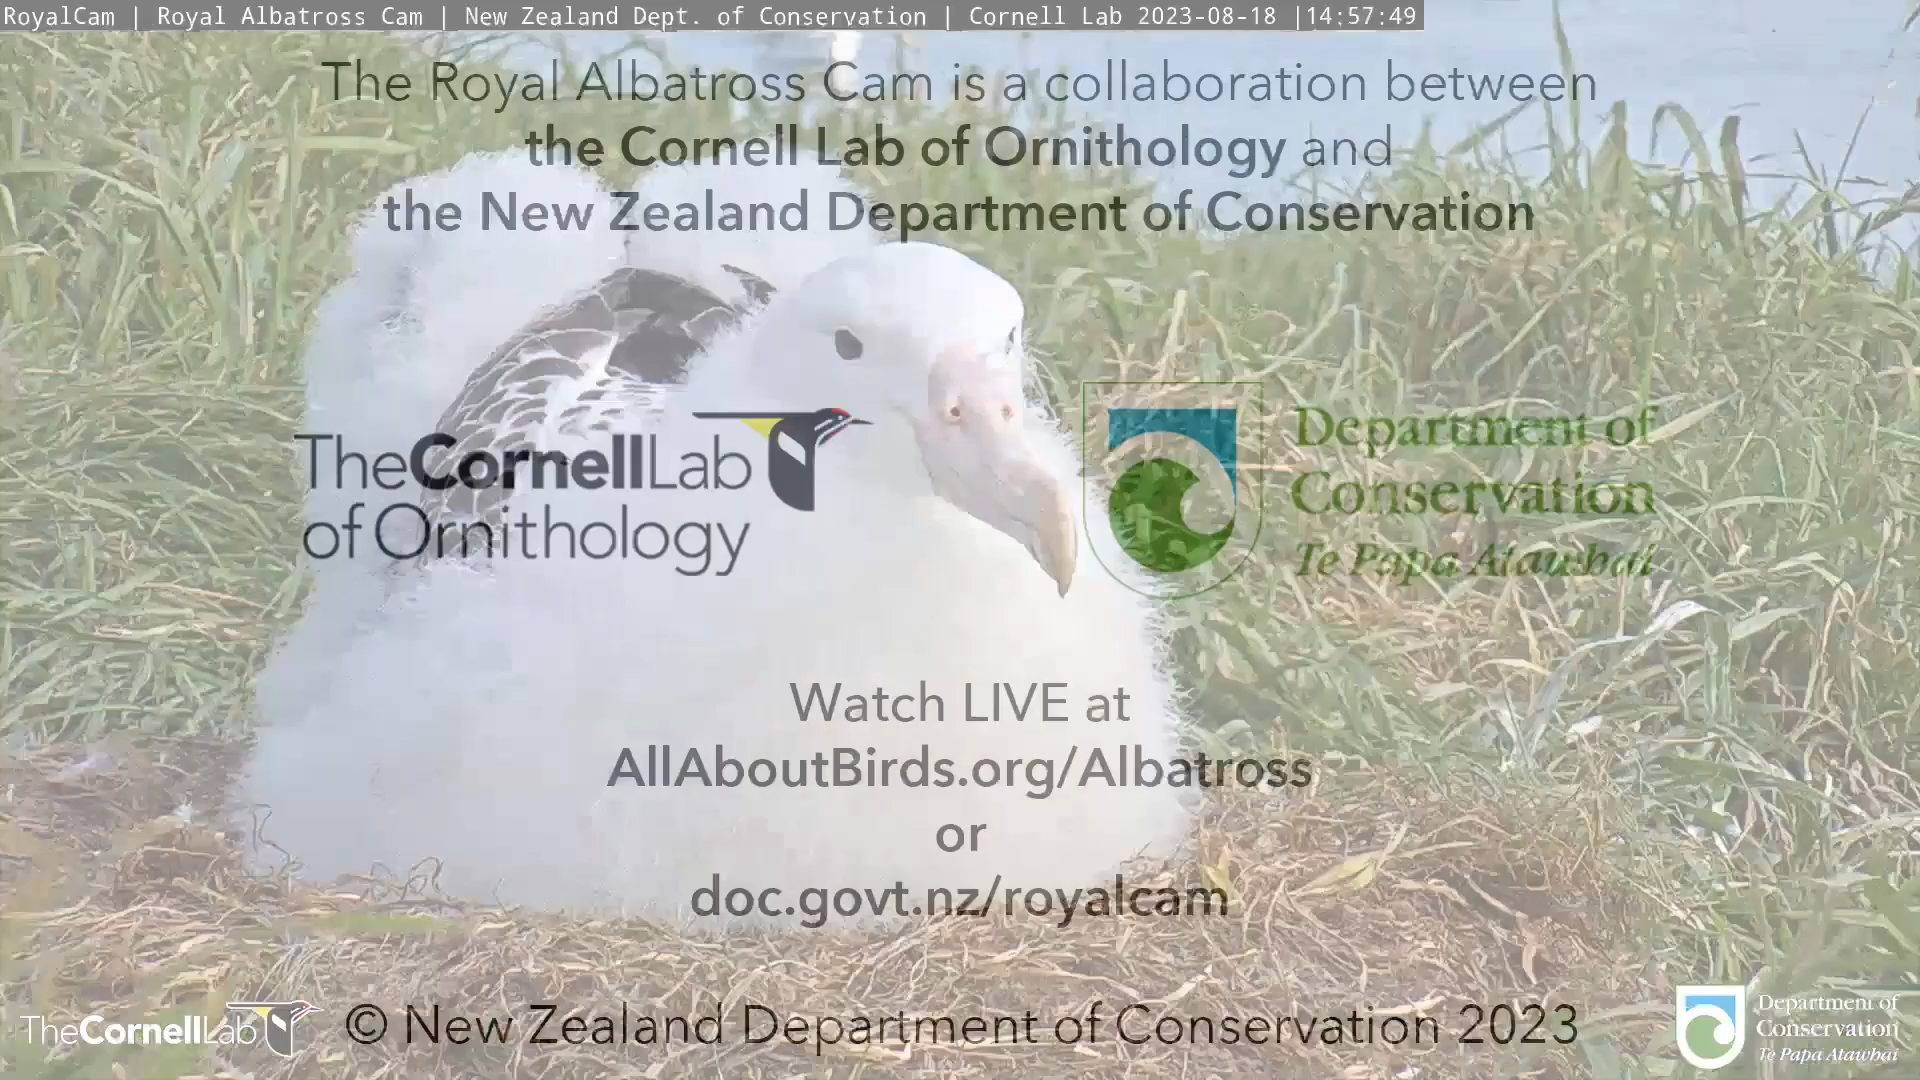 RoyalCam | Royal Albatross Cam | New Zealand Dept. of Conservation | Cornell Lab 2023-08-18 |14:57:49
The Royal Albatross Cam is a collaboration between
the Cornell Lab of Ornithology and
the New Zealand Department of Conservation
TheCornellLab
of Ornithology
Department of
Conservation
Te Papa Atawhai
Watch LIVE at
AllAboutBirds.org/Albatross
or
doc.govt.nz/royalcam
TheCornellLab
© New Zealand Department of Conservation 2023
Department of
Conservation
Te Papa Atawhai